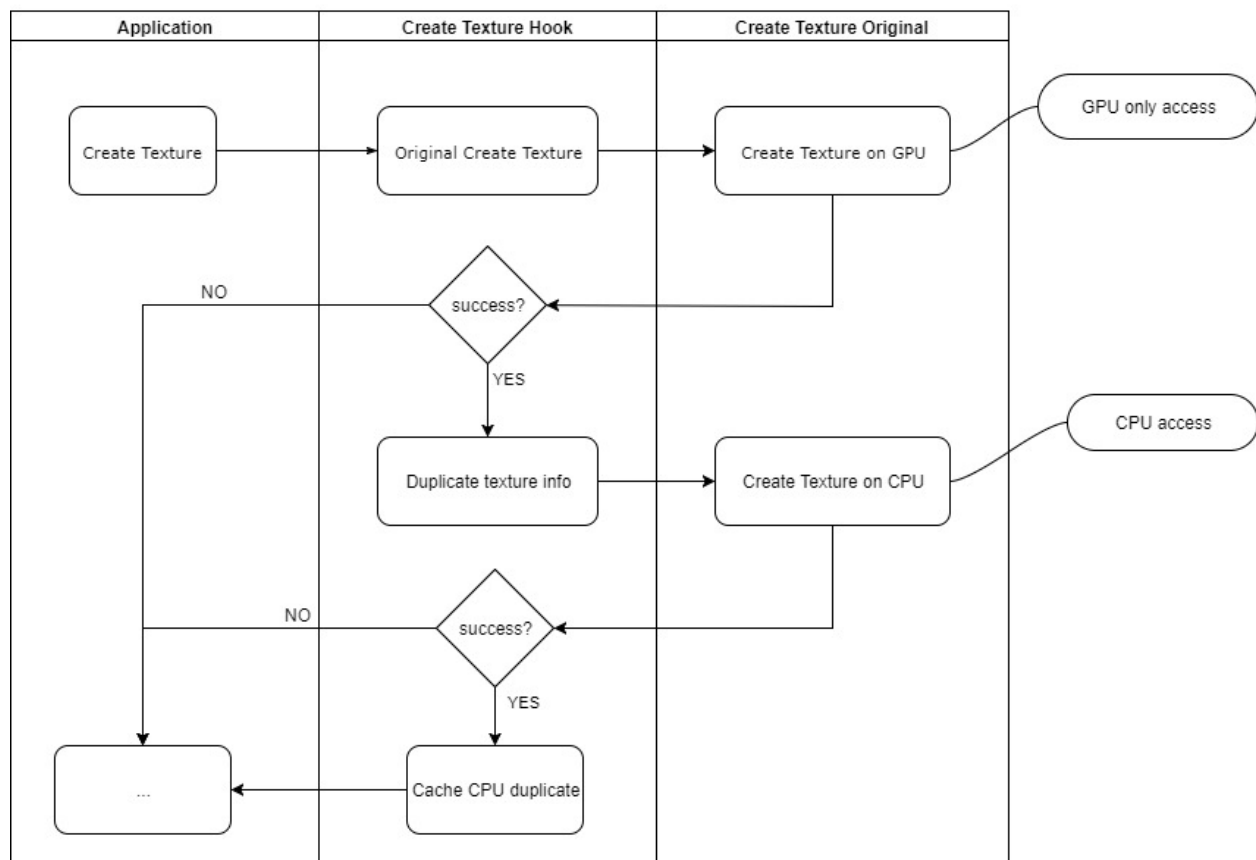 Application
Create Texture Hook
Create Texture Original
GPU only access
Create Texture
Original Create Texture
Create Texture on GPU
NO
success?
YES
CPU access
Duplicate texture info
Create Texture on CPU
NO
success?
YES
...
Cache CPU duplicate